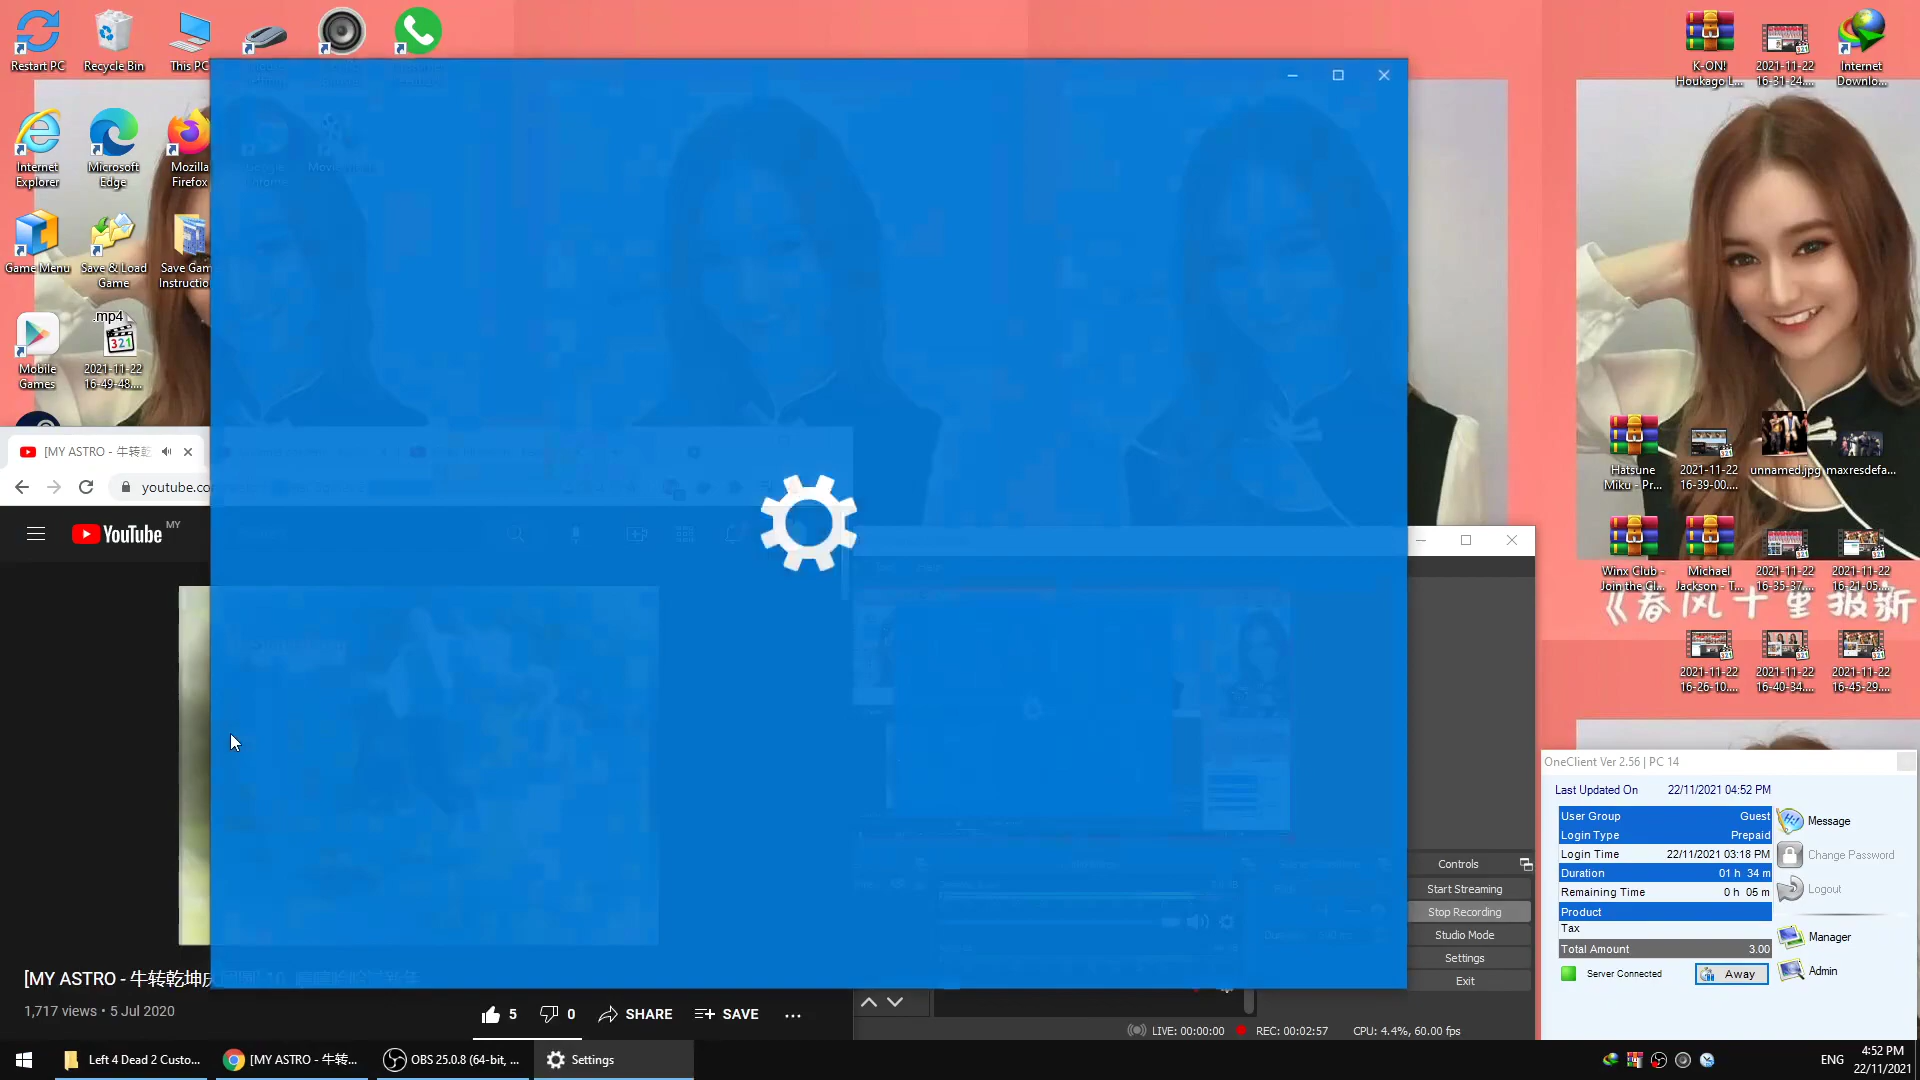 Restart PC
Recycle Bin
This PC
K-ON!
Houkago L...
2021-11-22
16-31-24....
Internet
Downlo...
Internet
Explorer
Microsoft
Edge
Mozilla
Firefox
Game Menu
Save & Load
Game
Save Gam
Instructio
.mp4
321
Mobile
Games
2021-11-22
16-49-48....
Hatsune
Miku - Pr...
2021-11-22
16-39-00....
unnamed.jpg
maxresdefa...
[MY ASTRO - 牛转乾
youtube.co
YouTube
MY
Winx Club -
Join the Cl...
Michael
Jackson - T...
2021-11-22
16-35-37....
2021-11-22
16-21-05....
《春风十里报新
2021-11-22
16-26-10....
2021-11-22
16-40-34....
2021-11-22
16-45-29....
OneClient Ver 2.56 | PC 14
Last Updated On 22/11/2021 04:52 PM
User Group Guest
Login Type Prepaid
Login Time 22/11/2021 03:18 PM
Duration 01 h 34 m
Remaining Time 0 h 05 m
Product
Tax
Total Amount 3.00
Server Connected
Away
Message
Change Password
Logout
Manager
Admin
Controls
Start Streaming
Stop Recording
Studio Mode
Settings
Exit
[MY ASTRO - 牛转乾坤庆
1,717 views • 5 Jul 2020
5
0
SHARE
SAVE
LIVE: 00:00:00
REC: 00:02:57
CPU: 4.4%, 60.00 fps
Left 4 Dead 2 Custo...
[MY ASTRO - 牛转...
OBS 25.0.8 (64-bit, ...
Settings
ENG
4:52 PM
22/11/2021